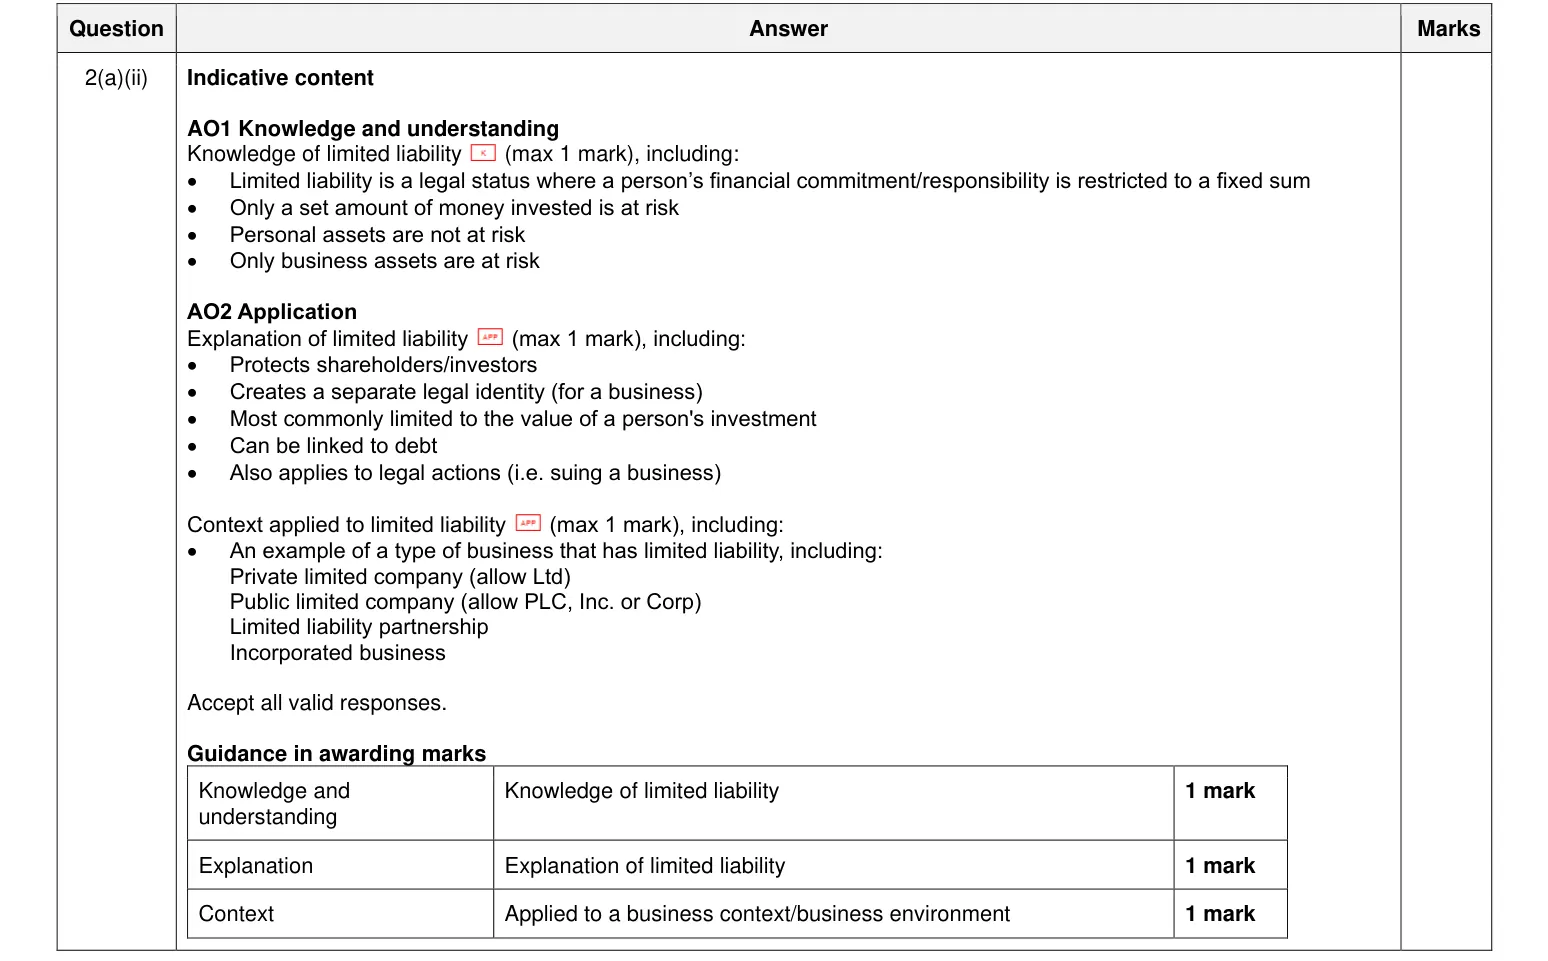 Question Answer Marks
2(a)(ii) Indicative content
AO1 Knowledge and understanding
Knowledge of limited liability K (max 1 mark), including:
• Limited liability is a legal status where a person’s financial commitment/responsibility is restricted to a fixed sum
• Only a set amount of money invested is at risk
• Personal assets are not at risk
• Only business assets are at risk
AO2 Application
Explanation of limited liability APP (max 1 mark), including:
• Protects shareholders/investors
• Creates a separate legal identity (for a business)
• Most commonly limited to the value of a person's investment
• Can be linked to debt
• Also applies to legal actions (i.e. suing a business)
Context applied to limited liability APP (max 1 mark), including:
• An example of a type of business that has limited liability, including:
Private limited company (allow Ltd)
Public limited company (allow PLC, Inc. or Corp)
Limited liability partnership
Incorporated business
Accept all valid responses.
Guidance in awarding marks
Knowledge and Knowledge of limited liability 1 mark
understanding
Explanation Explanation of limited liability 1 mark
Context Applied to a business context/business environment 1 mark